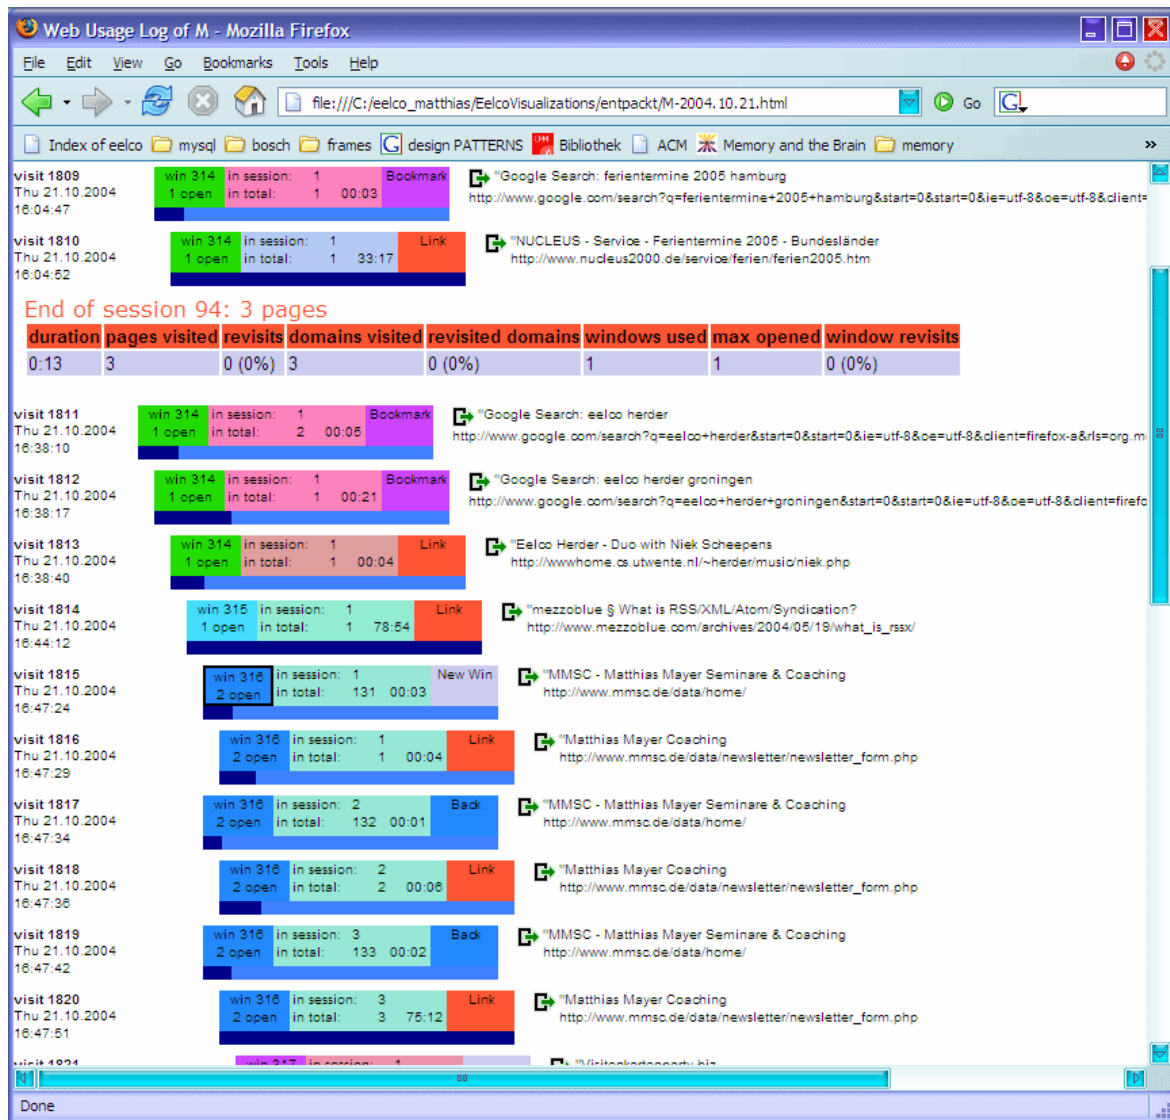 Web Usage Log of M - Mozilla Firefox
File Edit View Go Bookmarks Tools Help
file:///C:/eelco_matthias/EelcoVisualizations/entpackt/M-2004.10.21.html Go G
Index of eelco mysql bosch frames G design PATTERNS Bibliothek ACM Memory and the Brain memory »
visit 1809 win 314 in session: 1 Bookmark "Google Search: ferientermine 2005 hamburg
Thu 21.10.2004 1 open in total: 1 00:03 http://www.google.com/search?q=ferientermine+2005+hamburg&start=0&start=0&ie=utf-8&oe=utf-8&client=
16:04:47
visit 1810 win 314 in session: 1 Link "NUCLEUS - Service - Ferientermine 2005 - Bundesländer
Thu 21.10.2004 1 open in total: 1 33:17 http://www.nucleus2000.de/service/ferien/ferien2005.htm
16:04:52
End of session 94: 3 pages
duration pages visited revisits domains visited revisited domains windows used max opened window revisits
0:13 3 0 (0%) 3 0 (0%) 1 1 0 (0%)
visit 1811 win 314 in session: 1 Bookmark "Google Search: eelco herder
Thu 21.10.2004 1 open in total: 2 00:05 http://www.google.com/search?q=eelco+herder&start=0&start=0&ie=utf-8&oe=utf-8&client=firefox-a&rls=org.m
16:38:10
visit 1812 win 314 in session: 1 Bookmark "Google Search: eelco herder groningen
Thu 21.10.2004 1 open in total: 1 00:21 http://www.google.com/search?q=eelco+herder+groningen&start=0&start=0&ie=utf-8&oe=utf-8&client=firefo
16:38:17
visit 1813 win 314 in session: 1 Link "Eelco Herder - Duo with Niek Scheepens
Thu 21.10.2004 1 open in total: 1 00:04 http://wwwhome.cs.utwente.nl/~herder/music/niek.php
16:38:40
visit 1814 win 315 in session: 1 Link "mezzoblue § What is RSS/XML/Atom/Syndication?
Thu 21.10.2004 1 open in total: 1 78:54 http://www.mezzoblue.com/archives/2004/05/19/what_is_rssx/
16:44:12
visit 1815 win 316 in session: 1 New Win "MMSC - Matthias Mayer Seminare & Coaching
Thu 21.10.2004 2 open in total: 131 00:03 http://www.mmsc.de/data/home/
16:47:24
visit 1816 win 316 in session: 1 Link "Matthias Mayer Coaching
Thu 21.10.2004 2 open in total: 1 00:04 http://www.mmsc.de/data/newsletter/newsletter_form.php
16:47:29
visit 1817 win 316 in session: 2 Back "MMSC - Matthias Mayer Seminare & Coaching
Thu 21.10.2004 2 open in total: 132 00:01 http://www.mmsc.de/data/home/
16:47:34
visit 1818 win 316 in session: 2 Link "Matthias Mayer Coaching
Thu 21.10.2004 2 open in total: 2 00:06 http://www.mmsc.de/data/newsletter/newsletter_form.php
16:47:36
visit 1819 win 316 in session: 3 Back "MMSC - Matthias Mayer Seminare & Coaching
Thu 21.10.2004 2 open in total: 133 00:02 http://www.mmsc.de/data/home/
16:47:42
visit 1820 win 316 in session: 3 Link "Matthias Mayer Coaching
Thu 21.10.2004 2 open in total: 3 75:12 http://www.mmsc.de/data/newsletter/newsletter_form.php
16:47:51
visit 1821 win 317 in session: 1 "Visitenkartenparty.biz
Done